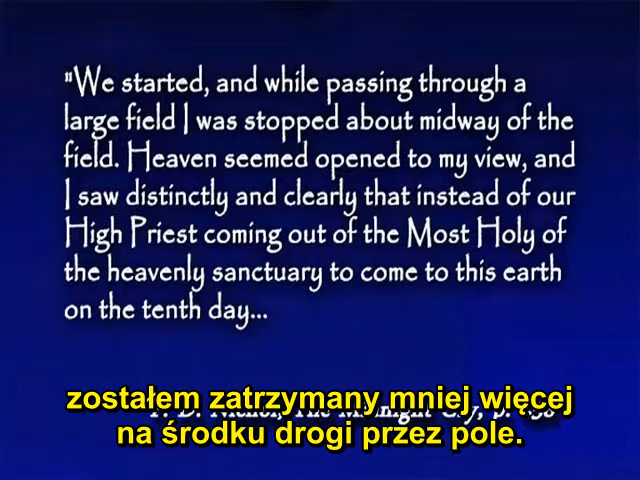 "We started, and while passing through a
large field I was stopped about midway of the
field. Heaven seemed opened to my view, and
I saw distinctly and clearly that instead of our
High Priest coming out of the Most Holy of
the heavenly sanctuary to come to this earth
on the tenth day...
zostałem zatrzymany mniej więcej
na środku drogi przez pole.